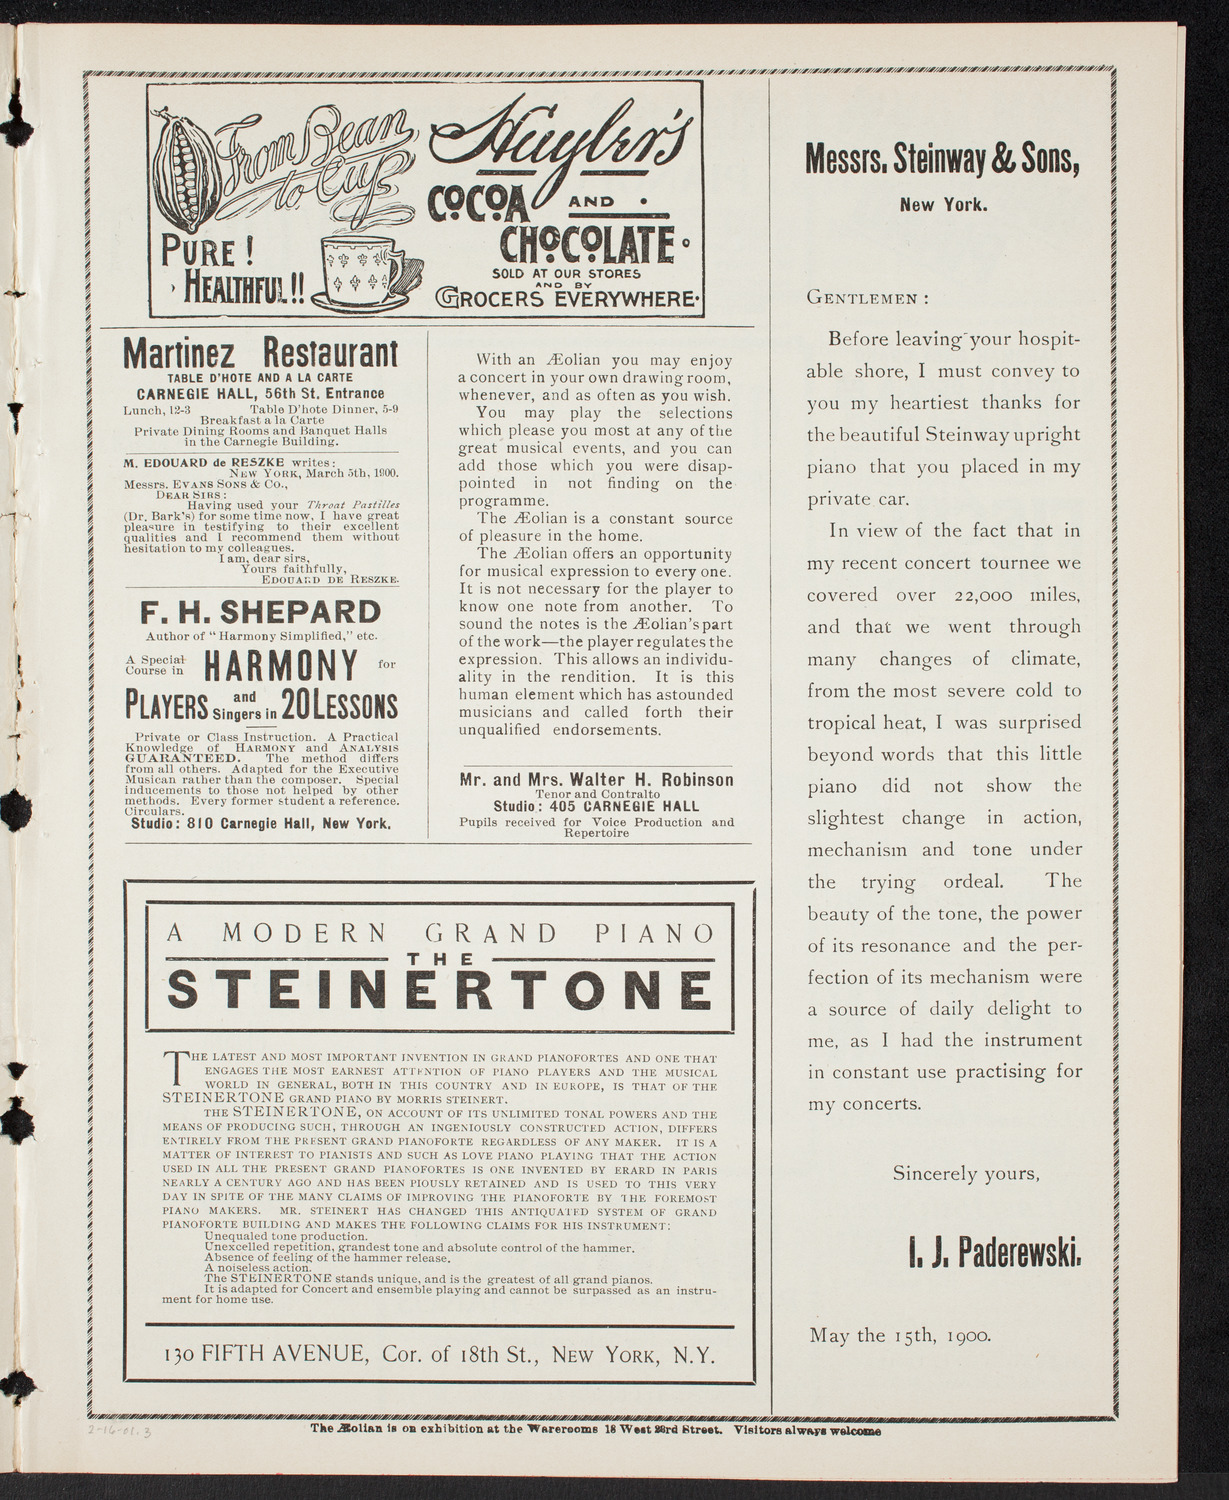 From Bean
to Cup
PURE!
HEALTHFUL!!
Huyler's
COCOA AND
CHOCOLATE
SOLD AT OUR STORES
AND BY
GROCERS EVERYWHERE.
Martinez Restaurant
TABLE D'HOTE AND A LA CARTE
CARNEGIE HALL, 56th St. Entrance
Lunch, 12-3 Table D'hote Dinner, 5-9
Breakfast a la Carte
Private Dining Rooms and Banquet Halls
in the Carnegie Building.
M. EDOUARD de RESZKE writes:
NEW YORK, March 5th, 1900.
Messrs. EVANS SONS & Co.,
DEAR SIRS:
Having used your Throat Pastilles
(Dr. Bark's) for some time now, I have great
pleasure in testifying to their excellent
qualities and I recommend them without
hesitation to my colleagues.
I am, dear sirs,
Yours faithfully,
EDOUARD DE RESZKE.
F. H. SHEPARD
Author of "Harmony Simplified," etc.
A Special
Course in HARMONY for
PLAYERS and Singers in 20 LESSONS
Private or Class Instruction. A Practical
Knowledge of HARMONY and ANALYSIS
GUARANTEED. The method differs
from all others. Adapted for the Executive
Musican rather than the composer. Special
inducements to those not helped by other
methods. Every former student a reference.
Circulars.
Studio: 810 Carnegie Hall, New York.
With an Æolian you may enjoy
a concert in your own drawing room,
whenever, and as often as you wish.
You may play the selections
which please you most at any of the
great musical events, and you can
add those which you were disap-
pointed in not finding on the
programme.
The Æolian is a constant source
of pleasure in the home.
The Æolian offers an opportunity
for musical expression to every one.
It is not necessary for the player to
know one note from another. To
sound the notes is the Æolian's part
of the work—the player regulates the
expression. This allows an individu-
ality in the rendition. It is this
human element which has astounded
musicians and called forth their
unqualified endorsements.
Mr. and Mrs. Walter H. Robinson
Tenor and Contralto
Studio: 405 CARNEGIE HALL
Pupils received for Voice Production and
Repertoire
A MODERN GRAND PIANO
THE
STEINERTONE
THE LATEST AND MOST IMPORTANT INVENTION IN GRAND PIANOFORTES AND ONE THAT
ENGAGES THE MOST EARNEST ATTENTION OF PIANO PLAYERS AND THE MUSICAL
WORLD IN GENERAL, BOTH IN THIS COUNTRY AND IN EUROPE, IS THAT OF THE
STEINERTONE GRAND PIANO BY MORRIS STEINERT.
THE STEINERTONE, ON ACCOUNT OF ITS UNLIMITED TONAL POWERS AND THE
MEANS OF PRODUCING SUCH, THROUGH AN INGENIOUSLY CONSTRUCTED ACTION, DIFFERS
ENTIRELY FROM THE PRESENT GRAND PIANOFORTE REGARDLESS OF ANY MAKER. IT IS A
MATTER OF INTEREST TO PIANISTS AND SUCH AS LOVE PIANO PLAYING THAT THE ACTION
USED IN ALL THE PRESENT GRAND PIANOFORTES IS ONE INVENTED BY ERARD IN PARIS
NEARLY A CENTURY AGO AND HAS BEEN PIOUSLY RETAINED AND IS USED TO THIS VERY
DAY IN SPITE OF THE MANY CLAIMS OF IMPROVING THE PIANOFORTE BY THE FOREMOST
PIANO MAKERS. MR. STEINERT HAS CHANGED THIS ANTIQUATED SYSTEM OF GRAND
PIANOFORTE BUILDING AND MAKES THE FOLLOWING CLAIMS FOR HIS INSTRUMENT:
Unequaled tone production.
Unexcelled repetition, grandest tone and absolute control of the hammer.
Absence of feeling of the hammer release.
A noiseless action.
The STEINERTONE stands unique, and is the greatest of all grand pianos.
It is adapted for Concert and ensemble playing and cannot be surpassed as an instru-
ment for home use.
130 FIFTH AVENUE, Cor. of 18th St., NEW YORK, N.Y.
Messrs. Steinway & Sons,
New York.
GENTLEMEN:
Before leaving your hospit-
able shore, I must convey to
you my heartiest thanks for
the beautiful Steinway upright
piano that you placed in my
private car.
In view of the fact that in
my recent concert tournee we
covered over 22,000 miles,
and that we went through
many changes of climate,
from the most severe cold to
tropical heat, I was surprised
beyond words that this little
piano did not show the
slightest change in action,
mechanism and tone under
the trying ordeal. The
beauty of the tone, the power
of its resonance and the per-
fection of its mechanism were
a source of daily delight to
me, as I had the instrument
in constant use practising for
my concerts.
Sincerely yours,
I. J. Paderewski.
May the 15th, 1900.
The Æolian is on exhibition at the Warerooms 18 West 23rd Street. Visitors always welcome
2-16-01.3